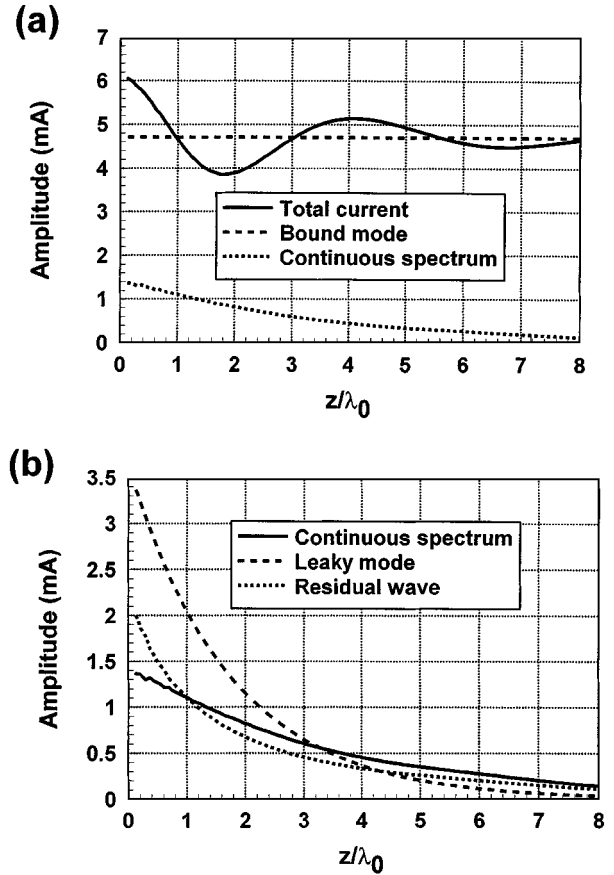 (a)
7
6
5
4
3
2
1
0
Amplitude (mA)
Total current
Bound mode
Continuous spectrum
0 1 2 3 4 5 6 7 8
z/λ0
(b)
3.5
3
2.5
2
1.5
1
0.5
0
Amplitude (mA)
Continuous spectrum
Leaky mode
Residual wave
0 1 2 3 4 5 6 7 8
z/λ0